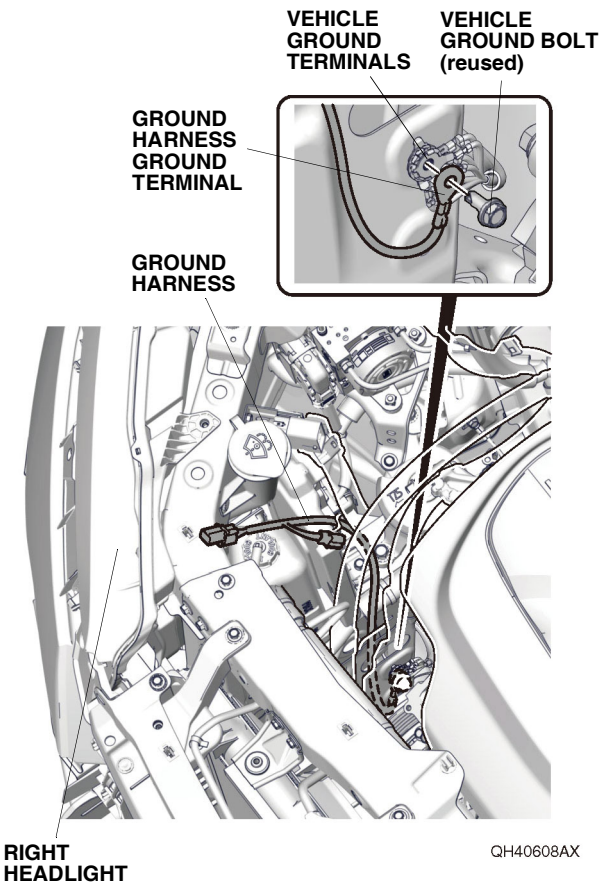 VEHICLE
GROUND
TERMINALS
VEHICLE
GROUND BOLT
(reused)
GROUND
HARNESS
GROUND
TERMINAL
GROUND
HARNESS
RIGHT
HEADLIGHT
QH40608AX